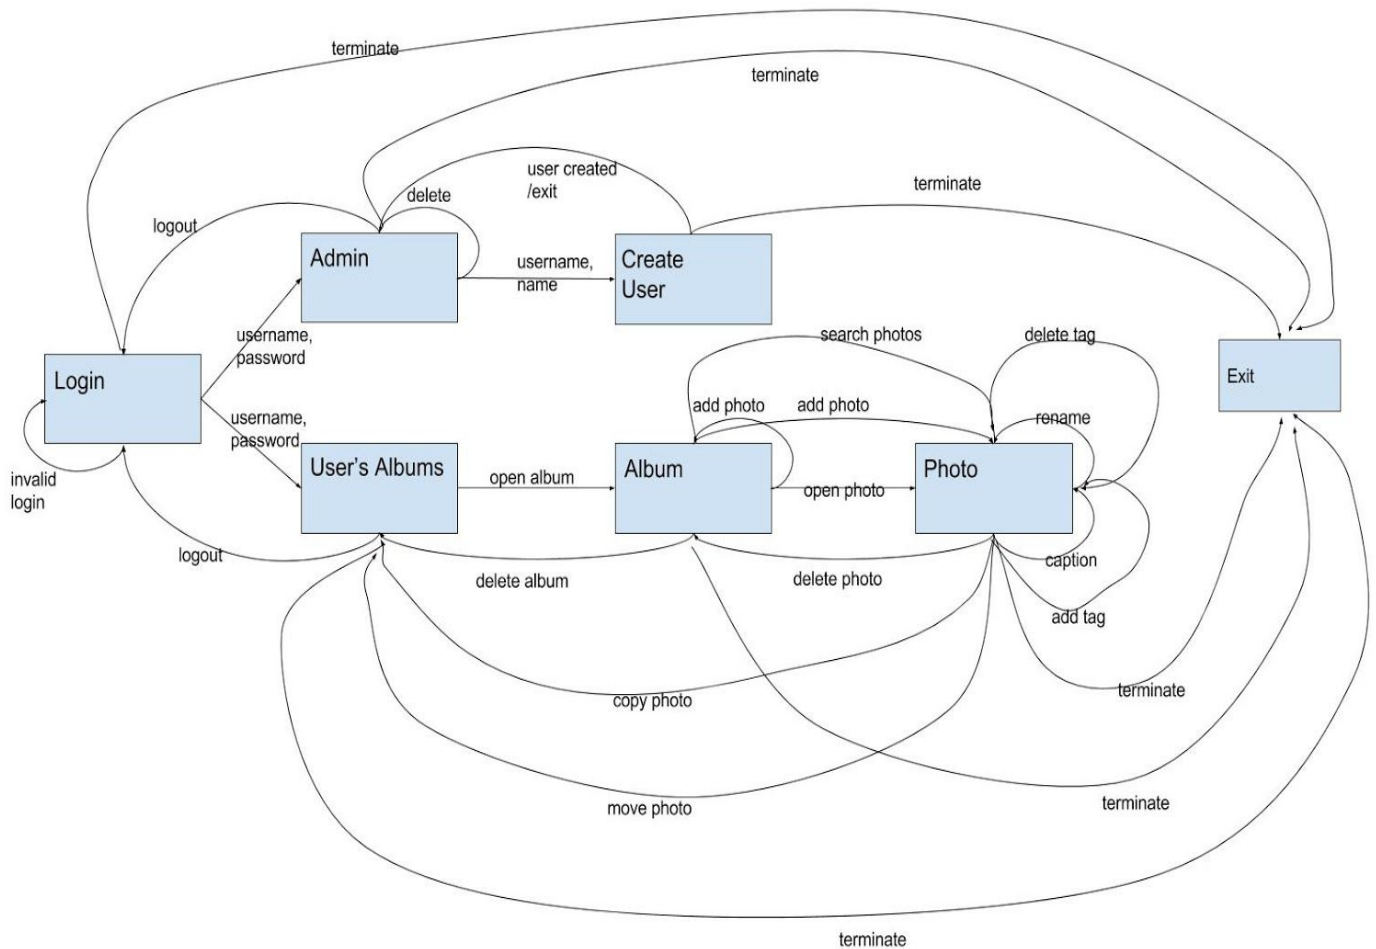 terminate
terminate
user created
/exit
terminate
delete
logout
Admin
username,
name
Create
User
username,
password
search photos
delete tag
Login
Exit
username,
password
add photo
add photo
rename
invalid
login
User's Albums
open album
Album
open photo
Photo
logout
delete album
delete photo
caption
add tag
copy photo
terminate
move photo
terminate
terminate